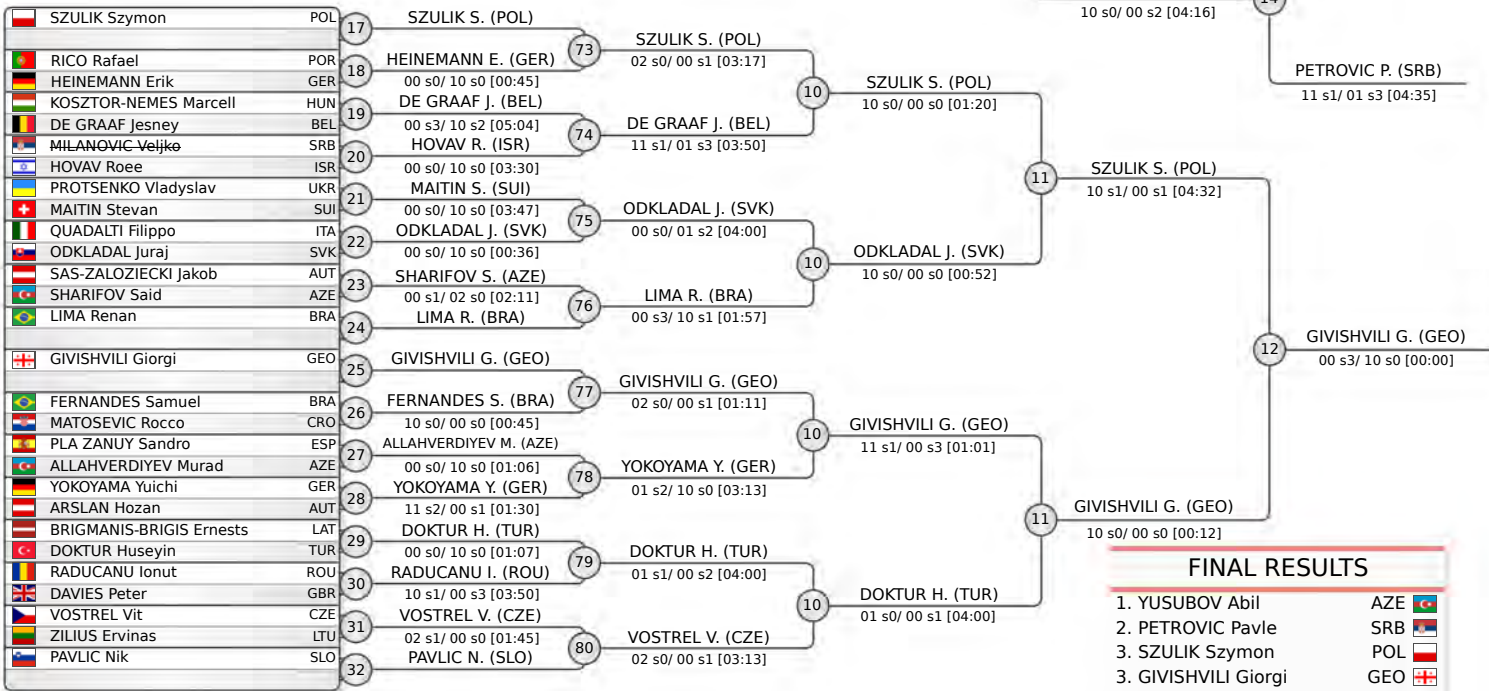 SZULIK Szymon POL
RICO Rafael POR
HEINEMANN Erik GER
KOSZTOR-NEMES Marcell HUN
DE GRAAF Jesney BEL
MILANOVIC Veljko SRB
HOVAV Roee ISR
PROTSENKO Vladyslav UKR
MAITIN Stevan SUI
QUADALTI Filippo ITA
ODKLADAL Juraj SVK
SAS-ZALOZIECKI Jakob AUT
SHARIFOV Said AZE
LIMA Renan BRA
GIVISHVILI Giorgi GEO
FERNANDES Samuel BRA
MATOSEVIC Rocco CRO
PLA ZANUY Sandro ESP
ALLAHVERDIYEV Murad AZE
YOKOYAMA Yuichi GER
ARSLAN Hozan AUT
BRIGMANIS-BRIGIS Ernests LAT
DOKTUR Huseyin TUR
RADUCANU Ionut ROU
DAVIES Peter GBR
VOSTREL Vit CZE
ZILIUS Ervinas LTU
PAVLIC Nik SLO
17
18
19
20
21
22
23
24
25
26
27
28
29
30
31
32
SZULIK S. (POL)
HEINEMANN E. (GER)
00 s0/ 10 s0 [00:45]
DE GRAAF J. (BEL)
00 s3/ 10 s2 [05:04]
HOVAV R. (ISR)
00 s0/ 10 s0 [03:30]
MAITIN S. (SUI)
00 s0/ 10 s0 [03:47]
ODKLADAL J. (SVK)
00 s0/ 10 s0 [00:36]
SHARIFOV S. (AZE)
00 s1/ 02 s0 [02:11]
LIMA R. (BRA)
GIVISHVILI G. (GEO)
FERNANDES S. (BRA)
10 s0/ 00 s0 [00:45]
ALLAHVERDIYEV M. (AZE)
00 s0/ 10 s0 [01:06]
YOKOYAMA Y. (GER)
11 s2/ 00 s1 [01:30]
DOKTUR H. (TUR)
00 s0/ 10 s0 [01:07]
RADUCANU I. (ROU)
10 s1/ 00 s3 [03:50]
VOSTREL V. (CZE)
02 s1/ 00 s0 [01:45]
PAVLIC N. (SLO)
73
74
75
76
77
78
79
80
SZULIK S. (POL)
02 s0/ 00 s1 [03:17]
DE GRAAF J. (BEL)
11 s1/ 01 s3 [03:50]
ODKLADAL J. (SVK)
00 s0/ 01 s2 [04:00]
LIMA R. (BRA)
00 s3/ 10 s1 [01:57]
GIVISHVILI G. (GEO)
02 s0/ 00 s1 [01:11]
YOKOYAMA Y. (GER)
01 s2/ 10 s0 [03:13]
DOKTUR H. (TUR)
01 s1/ 00 s2 [04:00]
VOSTREL V. (CZE)
02 s0/ 00 s1 [03:13]
10
10
10
10
SZULIK S. (POL)
10 s0/ 00 s0 [01:20]
ODKLADAL J. (SVK)
10 s0/ 00 s0 [00:52]
GIVISHVILI G. (GEO)
11 s1/ 00 s3 [01:01]
DOKTUR H. (TUR)
01 s0/ 00 s1 [04:00]
11
11
SZULIK S. (POL)
10 s1/ 00 s1 [04:32]
GIVISHVILI G. (GEO)
10 s0/ 00 s0 [00:12]
12
GIVISHVILI G. (GEO)
00 s3/ 10 s0 [00:00]
10 s0/ 00 s2 [04:16]
PETROVIC P. (SRB)
11 s1/ 01 s3 [04:35]
FINAL RESULTS
1. YUSUBOV Abil AZE
2. PETROVIC Pavle SRB
3. SZULIK Szymon POL
3. GIVISHVILI Giorgi GEO